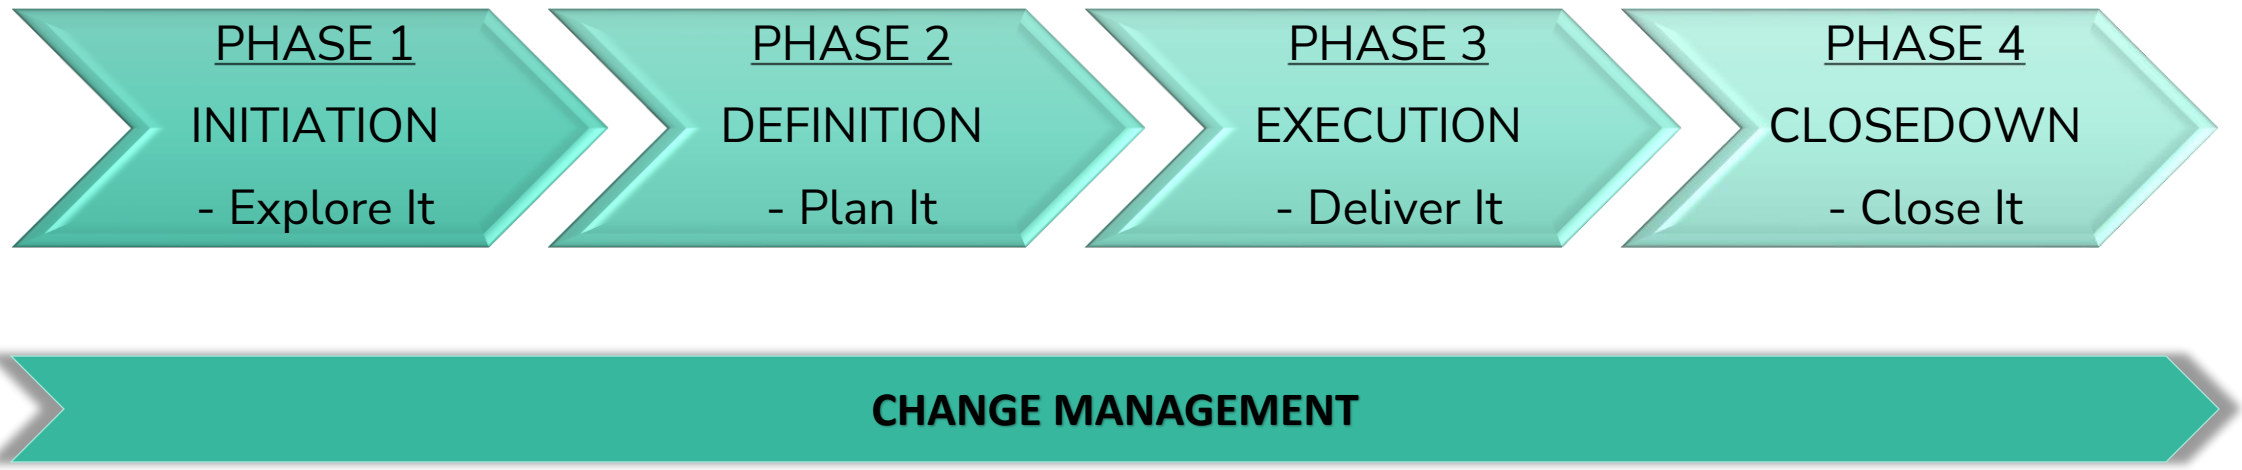 PHASE 1
INITIATION
- Explore It
PHASE 2
DEFINITION
- Plan It
PHASE 3
EXECUTION
- Deliver It
PHASE 4
CLOSEDOWN
- Close It
CHANGE MANAGEMENT